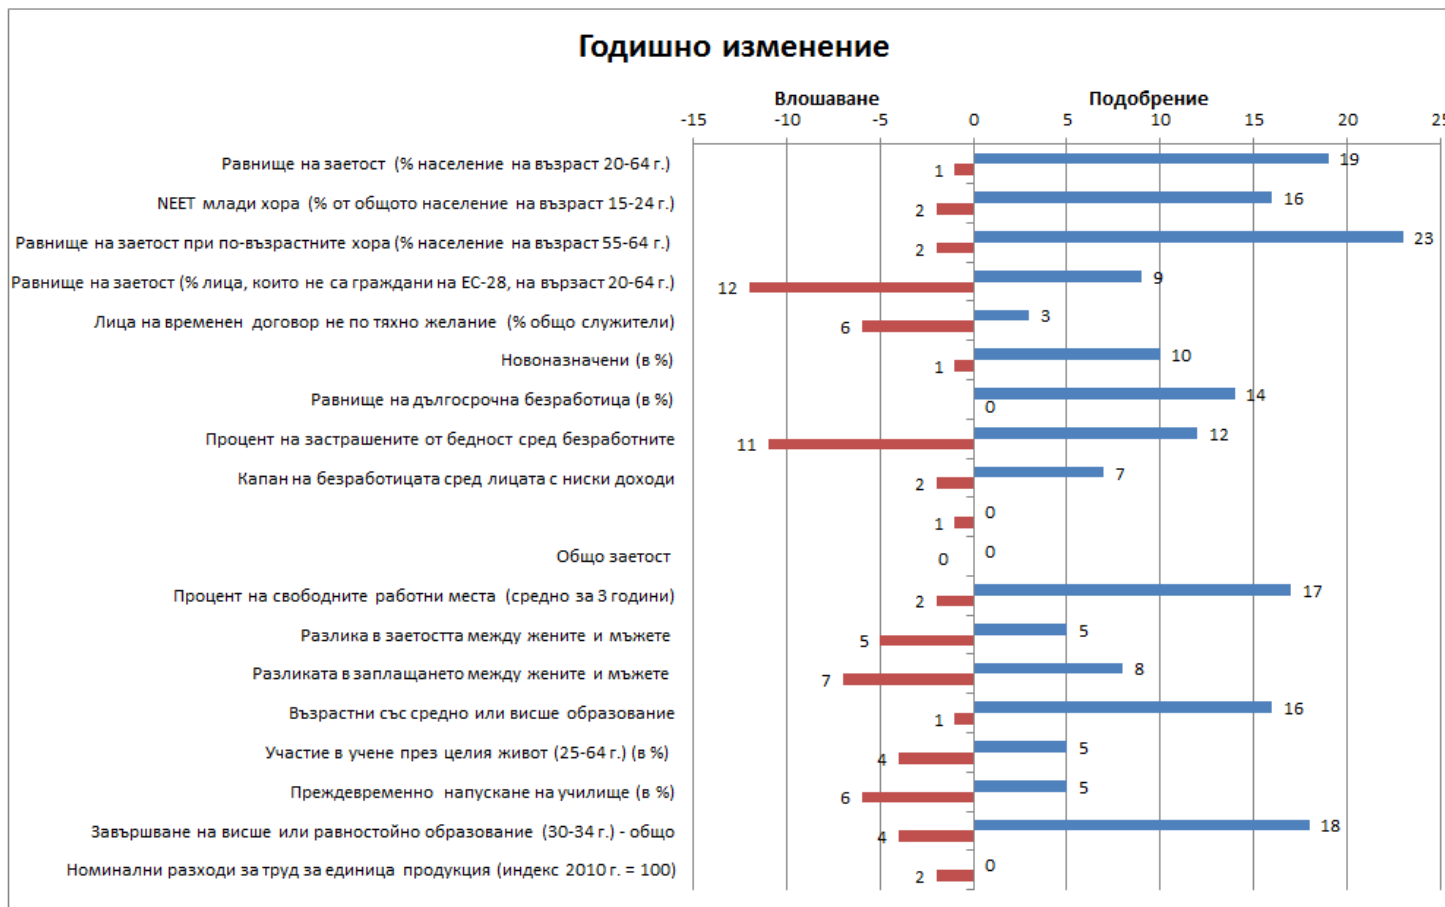 Годишно изменение
Влошаване Подобрение
-15 -10 -5 0 5 10 15 20 25
Равнище на заетост (% население на възраст 20-64 г.) 1 19
NEET млади хора (% от общото население на възраст 15-24 г.) 2 16
Равнище на заетост при по-възрастните хора (% население на възраст 55-64 г.) 2 23
Равнище на заетост (% лица, които не са граждани на ЕС-28, на вързаст 20-64 г.) 12 9
Лица на временен договор не по тяхно желание (% общо служители) 6 3
Новоназначени (в %) 1 10
Равнище на дългосрочна безработица (в %) 0 14
Процент на застрашените от бедност сред безработните 11 12
Капан на безработицата сред лицата с ниски доходи 2 7
1 0
Общо заетост 0 0
Процент на свободните работни места (средно за 3 години) 2 17
Разлика в заетостта между жените и мъжете 5 5
Разликата в заплащането между жените и мъжете 7 8
Възрастни със средно или висше образование 1 16
Участие в учене през целия живот (25-64 г.) (в %) 4 5
Преждевременно напускане на училище (в %) 6 5
Завършване на висше или равностойно образование (30-34 г.) - общо 4 18
Номинални разходи за труд за единица продукция (индекс 2010 г. = 100) 2 0